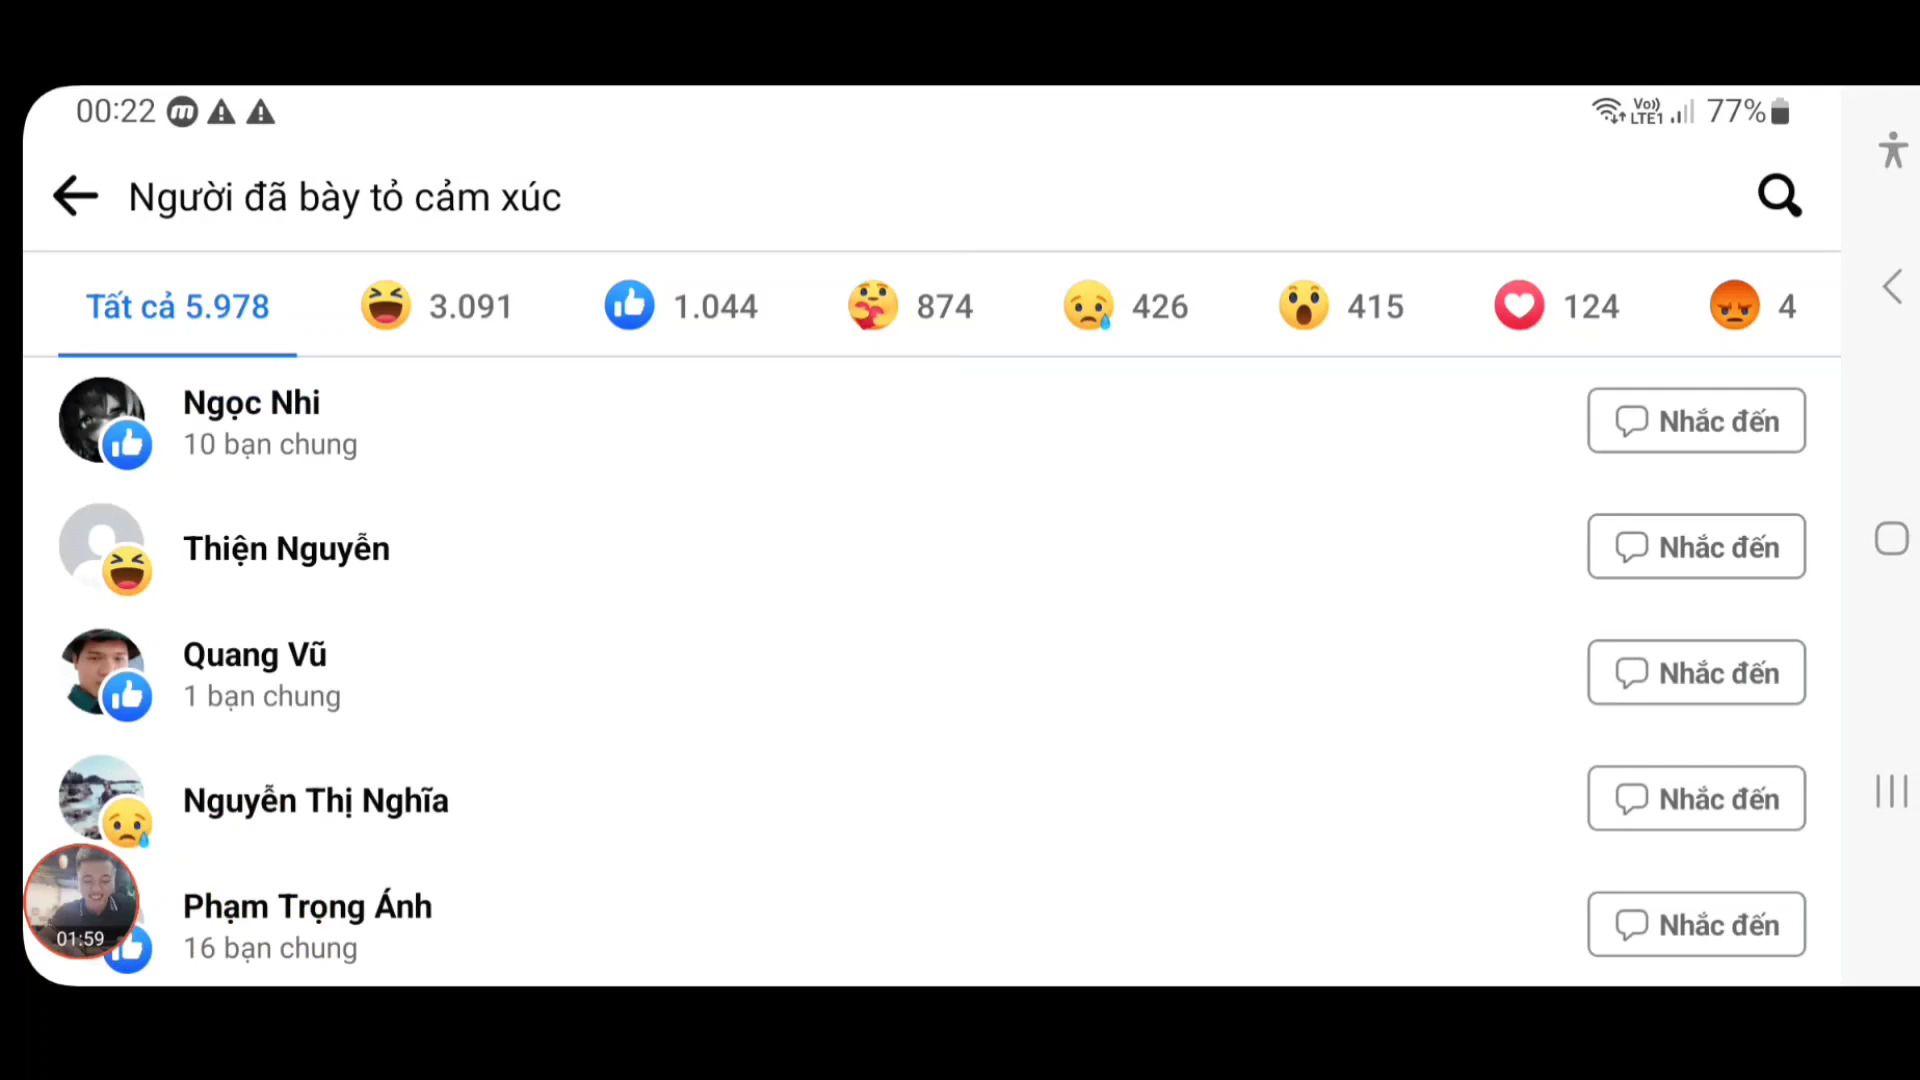 00:22
Vo))
LTE1
77%
Người đã bày tỏ cảm xúc
Tất cả 5.978
3.091
1.044
874
426
415
124
4
Ngọc Nhi
10 bạn chung
Nhắc đến
Thiện Nguyễn
Nhắc đến
Quang Vũ
1 bạn chung
Nhắc đến
Nguyễn Thị Nghĩa
Nhắc đến
Phạm Trọng Ánh
16 bạn chung
Nhắc đến
01:59